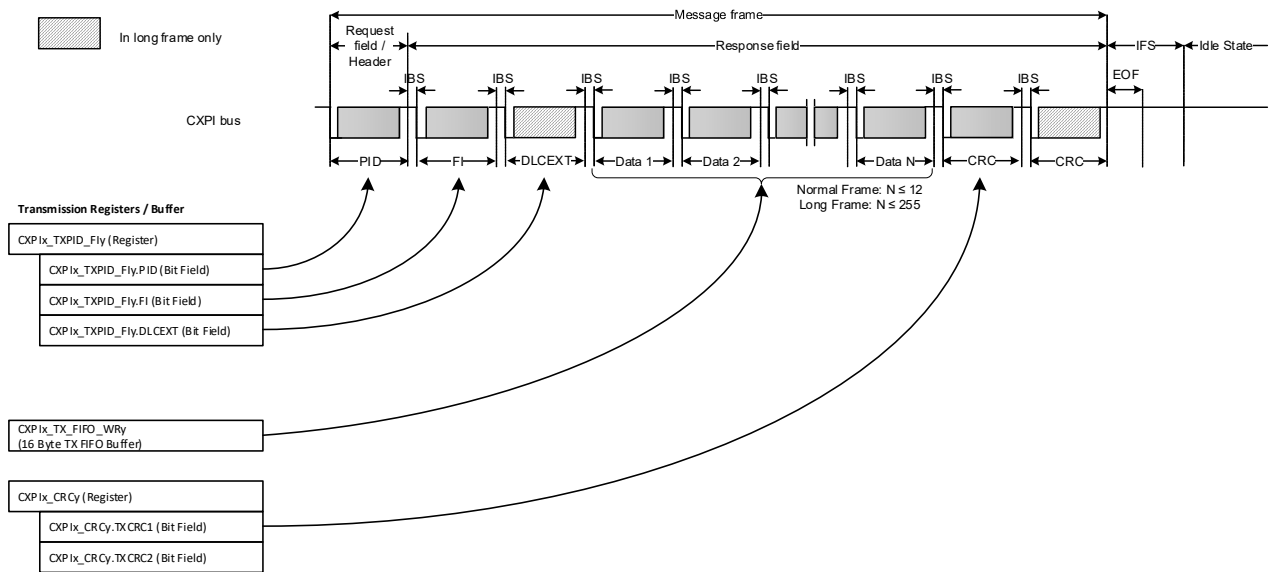 Message frame
In long frame only
Request
field /
Header
Response field
IFS
Idle State
IBS
IBS
IBS
IBS
IBS
IBS
IBS
IBS
EOF
CXPI bus
PID
FI
DLCEXT
Data 1
Data 2
Data N
CRC
CRC
Normal Frame: N ≤ 12
Long Frame: N ≤ 255
Transmission Registers / Buffer
CXPIx_TXPID_FIy (Register)
CXPIx_TXPID_FIy.PID (Bit Field)
CXPIx_TXPID_FIy.FI (Bit Field)
CXPIx_TXPID_FIy.DLCEXT (Bit Field)
CXPIx_TX_FIFO_WRy
(16 Byte TX FIFO Buffer)
CXPIx_CRCy (Register)
CXPIx_CRCy.TXCRC1 (Bit Field)
CXPIx_CRCy.TXCRC2 (Bit Field)